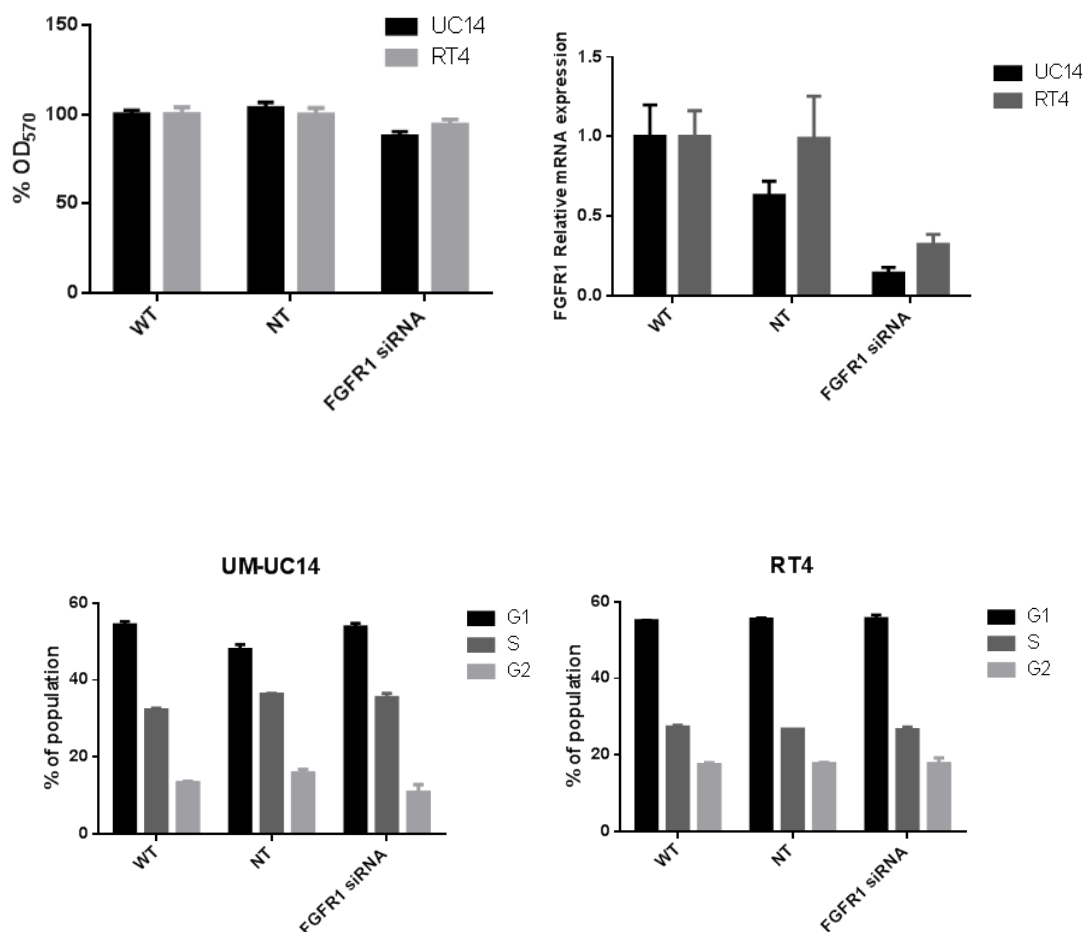 150
100
50
0
% OD570
UC14
RT4
WT
NT
FGFR1 siRNA
1.5
1.0
0.5
0.0
FGFR1 Relative mRNA expression
UC14
RT4
WT
NT
FGFR1 siRNA
UM-UC14
60
40
20
0
% of population
G1
S
G2
WT
NT
FGFR1 siRNA
RT4
60
40
20
0
% of population
G1
S
G2
WT
NT
FGFR1 siRNA